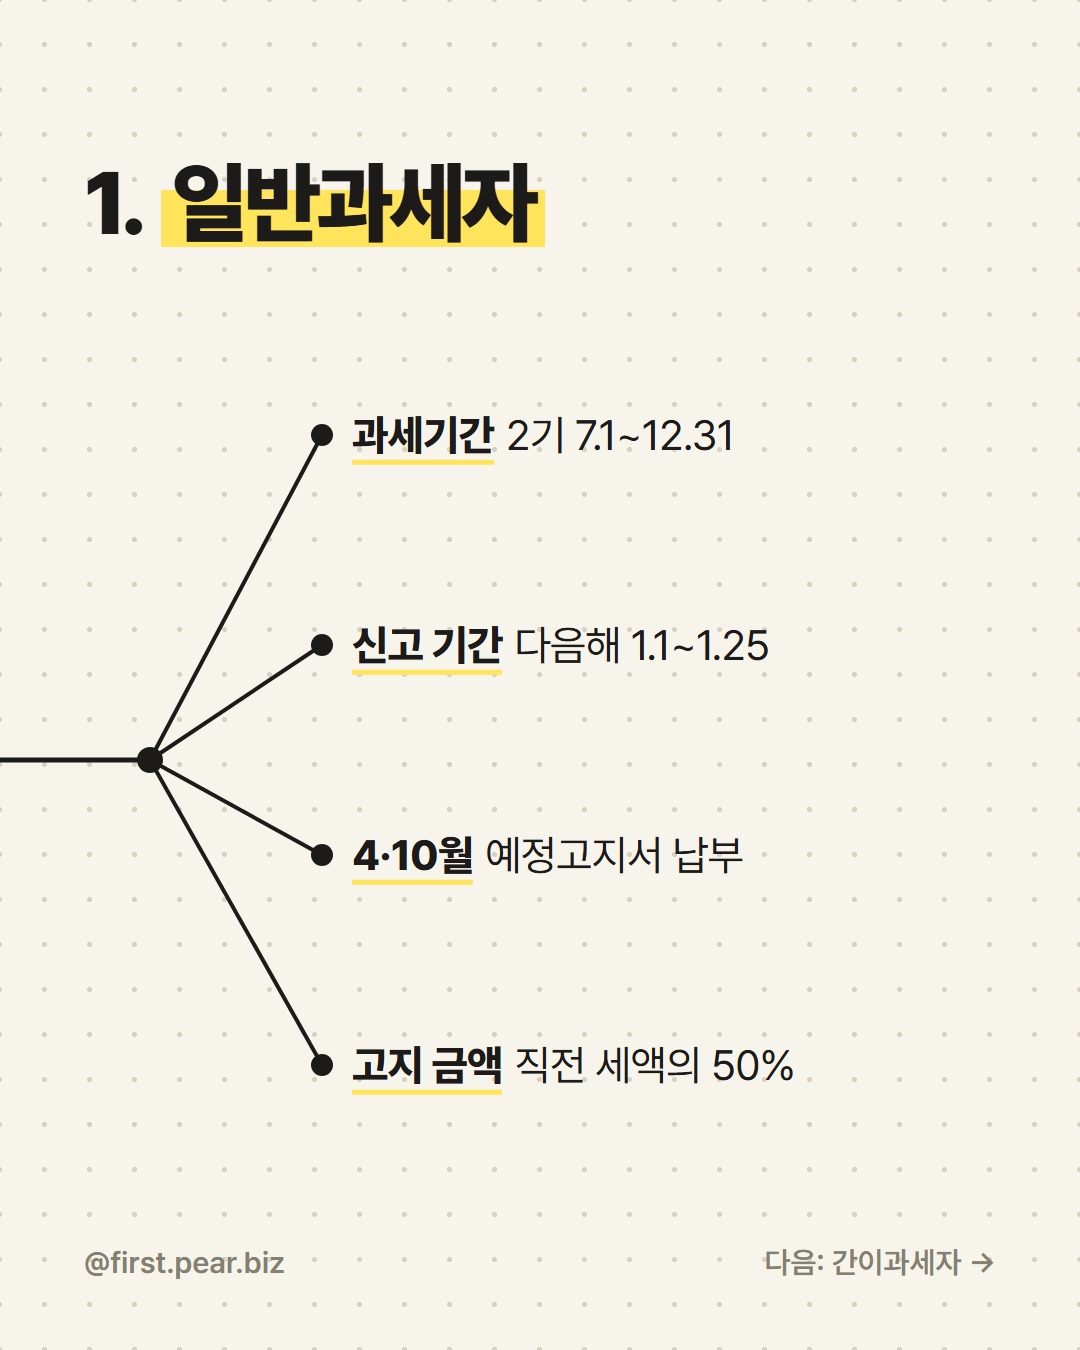 1. 일반과세자
과세기간 2기 7.1~12.31
신고 기간 다음해 1.1~1.25
4·10월 예정고지서 납부
고지 금액 직전 세액의 50%
@first.pear.biz
다음: 간이과세자 →